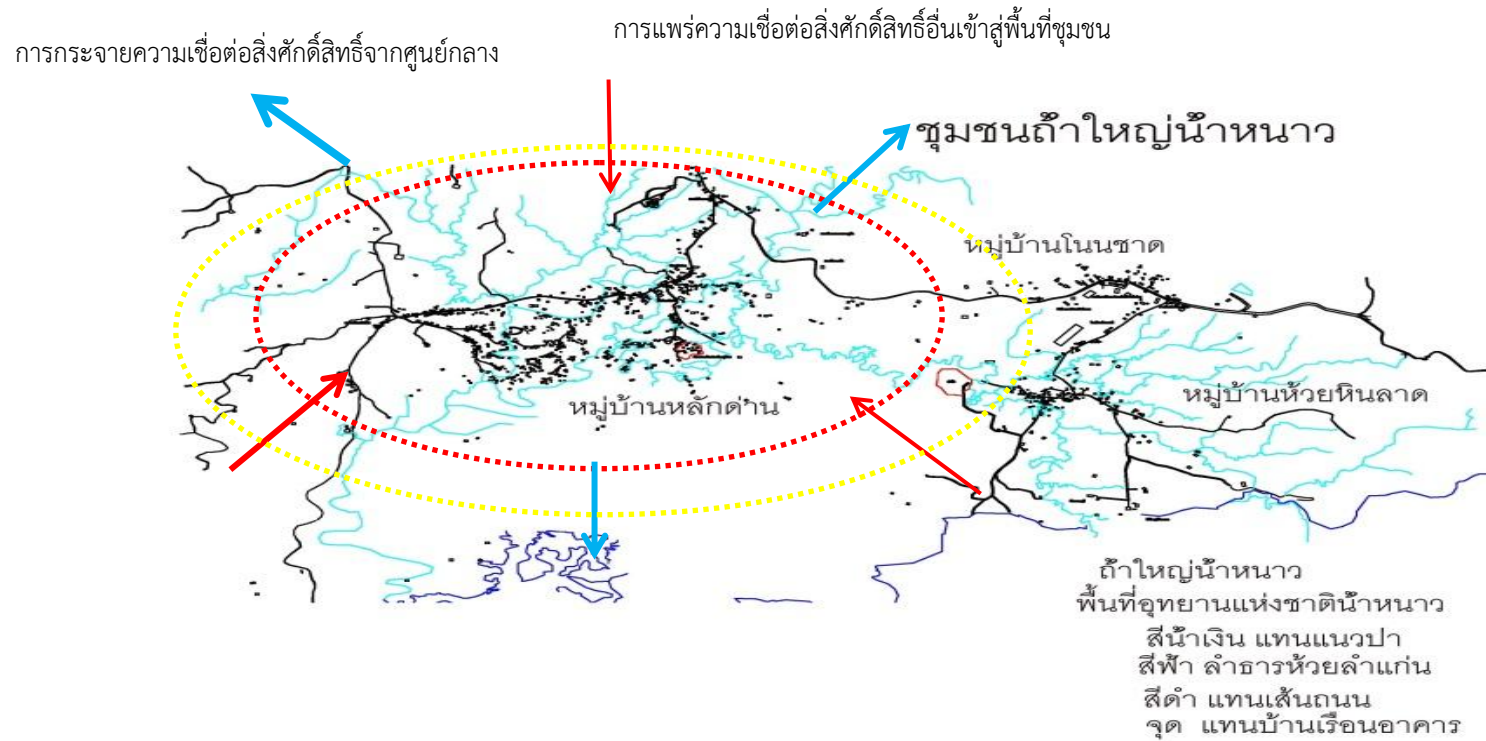 การแพร่ความเชื่อต่อสิ่งศักดิ์สิทธิ์อื่นเข้าสู่พื้นที่ชุมชน
การกระจายความเชื่อต่อสิ่งศักดิ์สิทธิ์จากศูนย์กลาง
ชุมชนถ้ำใหญ่น้ำหนาว
หมู่บ้านโนนชาด
หมู่บ้านห้วยหินลาด
หมู่บ้านหลักด่าน
ถ้ำใหญ่น้ำหนาว
พื้นที่อุทยานแห่งชาติน้ำหนาว
สีน้ำเงิน แทนแนวป่า
สีฟ้า ลำธารห้วยลำแก่น
สีดำ แทนเส้นถนน
จุด แทนบ้านเรือนอาคาร